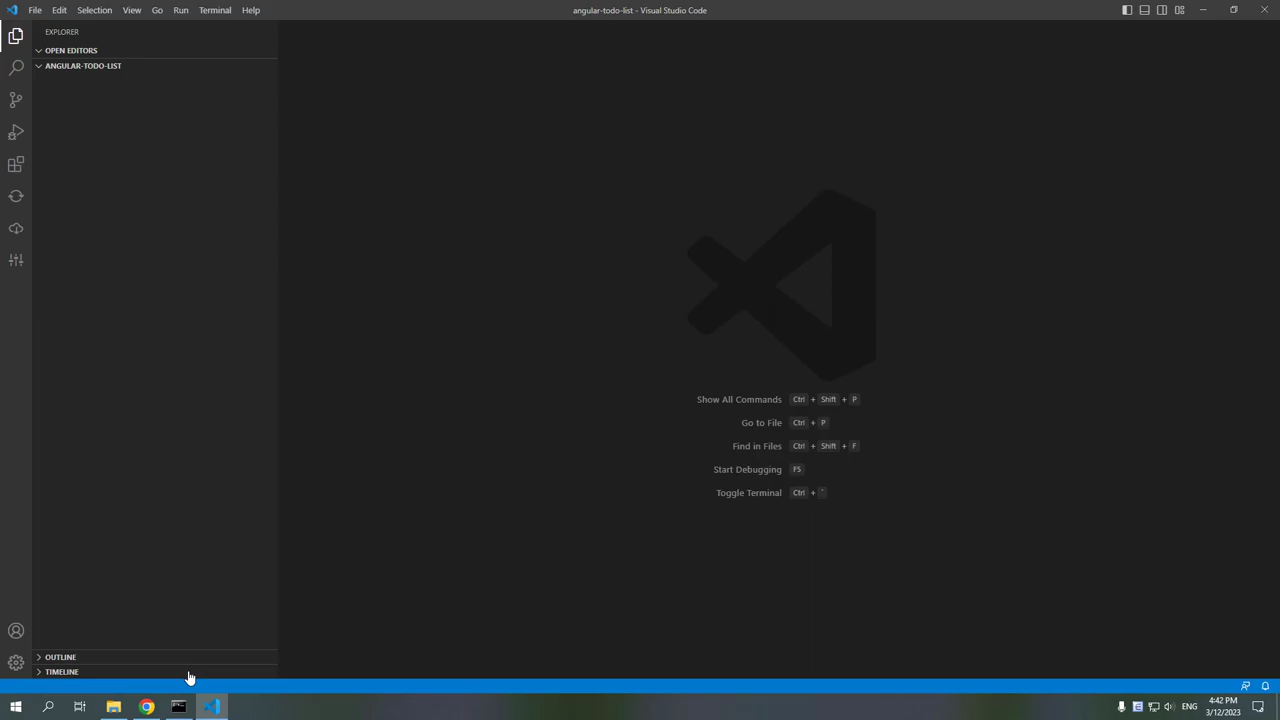 File Edit Selection View Go Run Terminal Help
angular-todo-list - Visual Studio Code
EXPLORER
OPEN EDITORS
ANGULAR-TODO-LIST
Show All Commands Ctrl + Shift + P
Go to File Ctrl + P
Find in Files Ctrl + Shift + F
Start Debugging F5
Toggle Terminal Ctrl + `
OUTLINE
TIMELINE
ENG
4:42 PM
3/12/2023